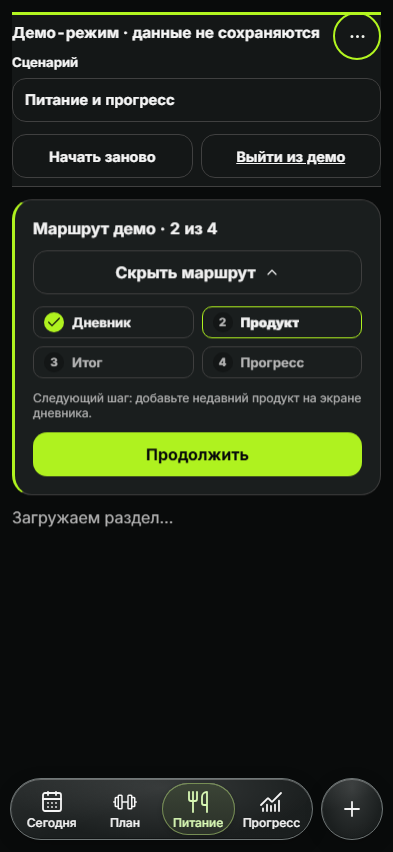 Демо-режим · данные не сохраняются
...
Сценарий
Питание и прогресс
Начать заново
Выйти из демо
Маршрут демо · 2 из 4
Скрыть маршрут
Дневник
2 Продукт
3 Итог
4 Прогресс
Следующий шаг: добавьте недавний продукт на экране
дневника.
Продолжить
Загружаем раздел...
Сегодня
План
Питание
Прогресс
+